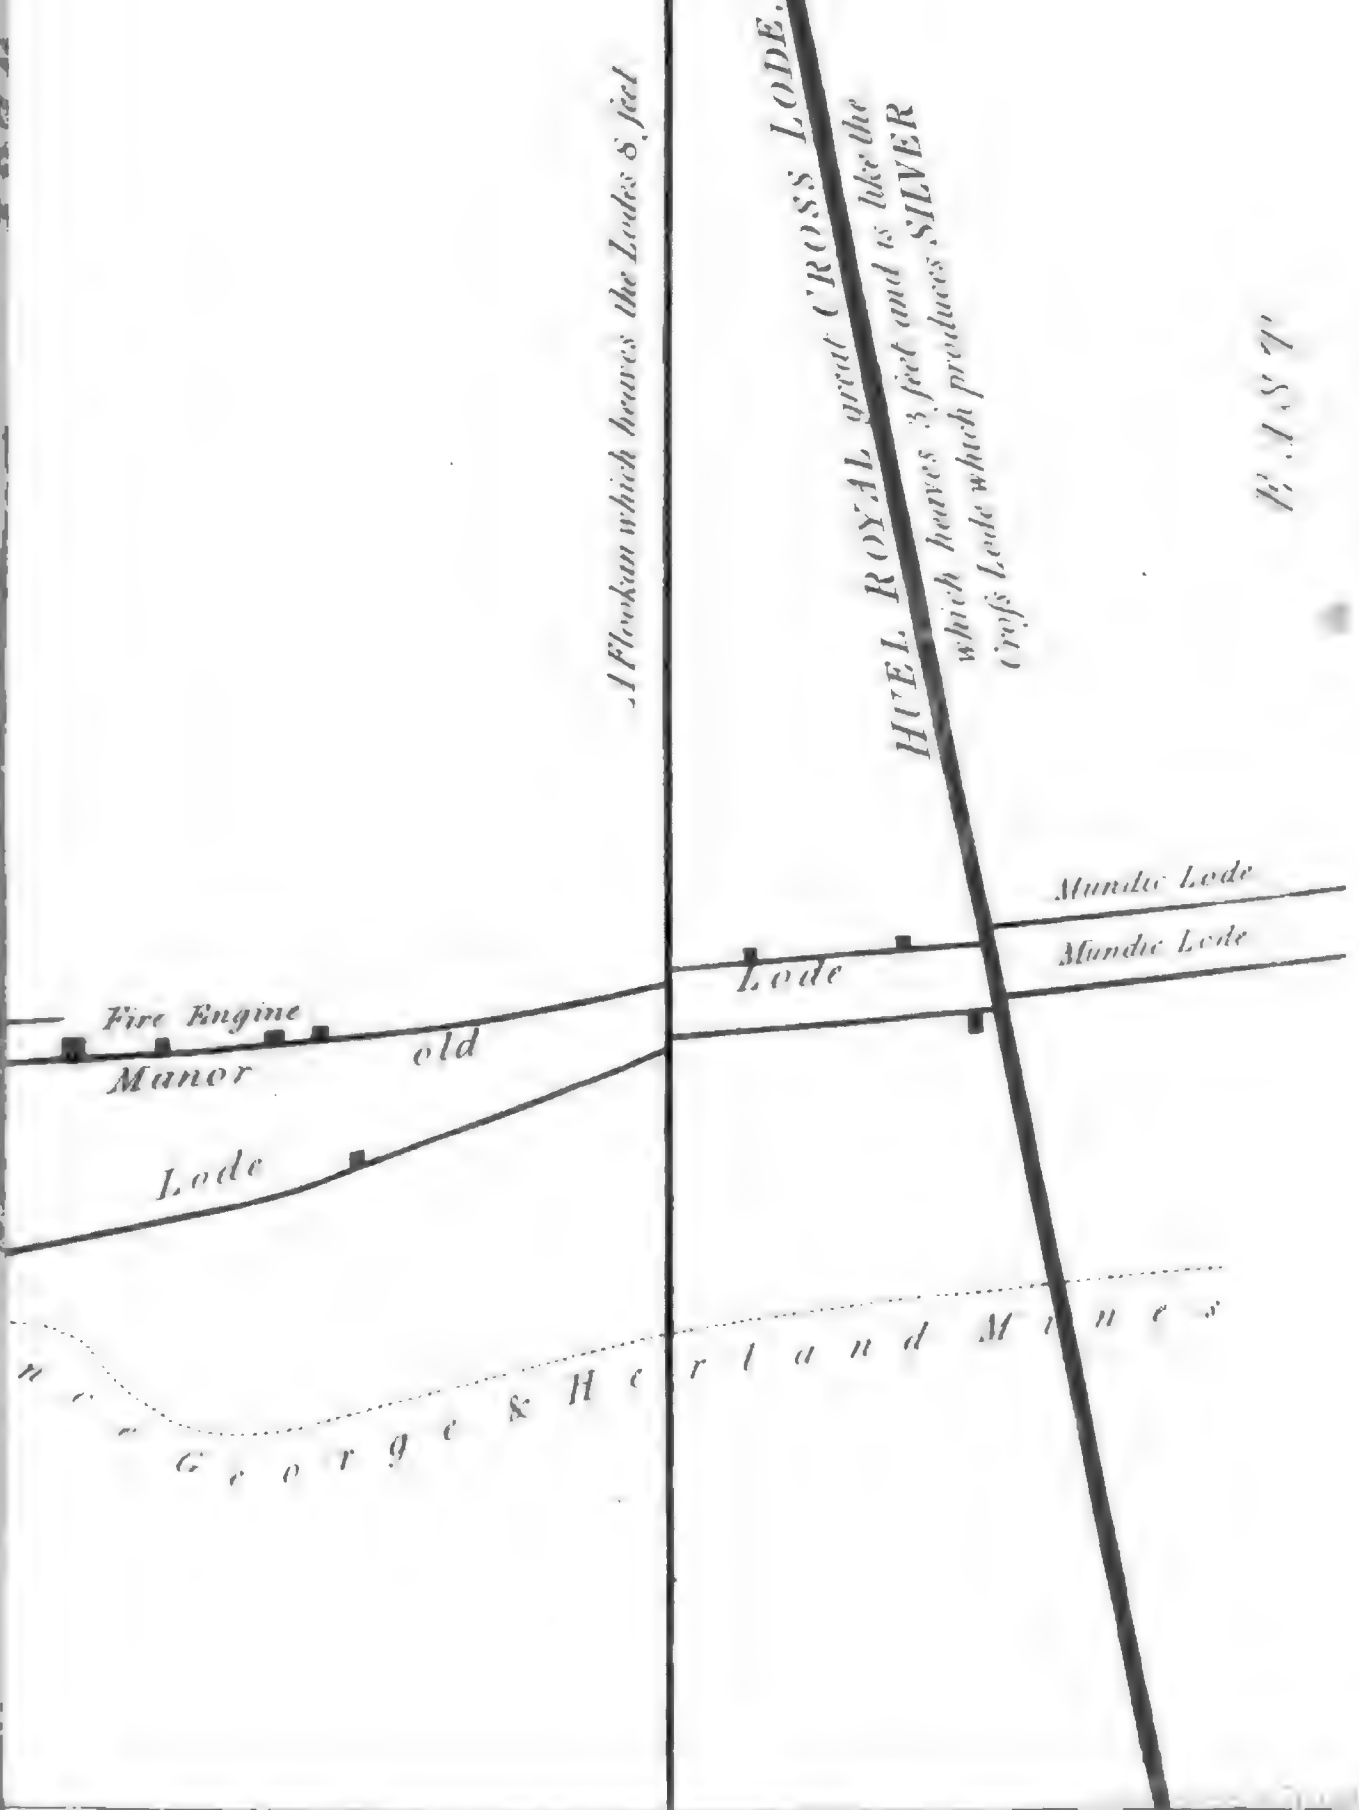 A Flookan which heaves the Lodes 8 feet
HUEL ROYAL great CROSS LODE.
which heaves 3 feet and is like the
Croſs Lode which produces SILVER
EAST
Mundic Lode
Mundic Lode
Lode
Fire Engine
Manor old
Lode
ner George & Herland Mines